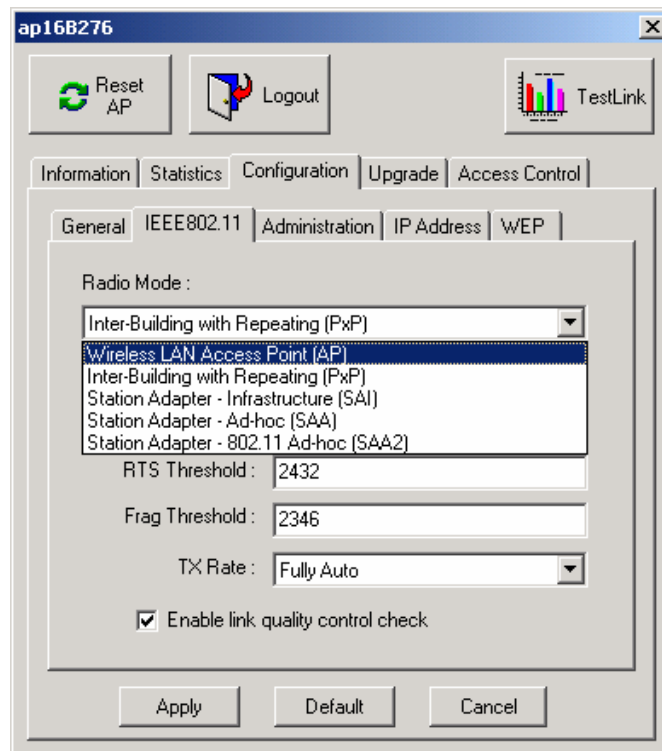 ap16B276
Reset
AP
Logout
TestLink
Information Statistics Configuration Upgrade Access Control
General IEEE802.11 Administration IP Address WEP
Radio Mode :
Inter-Building with Repeating (PxP)
Wireless LAN Access Point (AP)
Inter-Building with Repeating (PxP)
Station Adapter - Infrastructure (SAI)
Station Adapter - Ad-hoc (SAA)
Station Adapter - 802.11 Ad-hoc (SAA2)
RTS Threshold : 2432
Frag Threshold : 2346
TX Rate : Fully Auto
Enable link quality control check
Apply Default Cancel